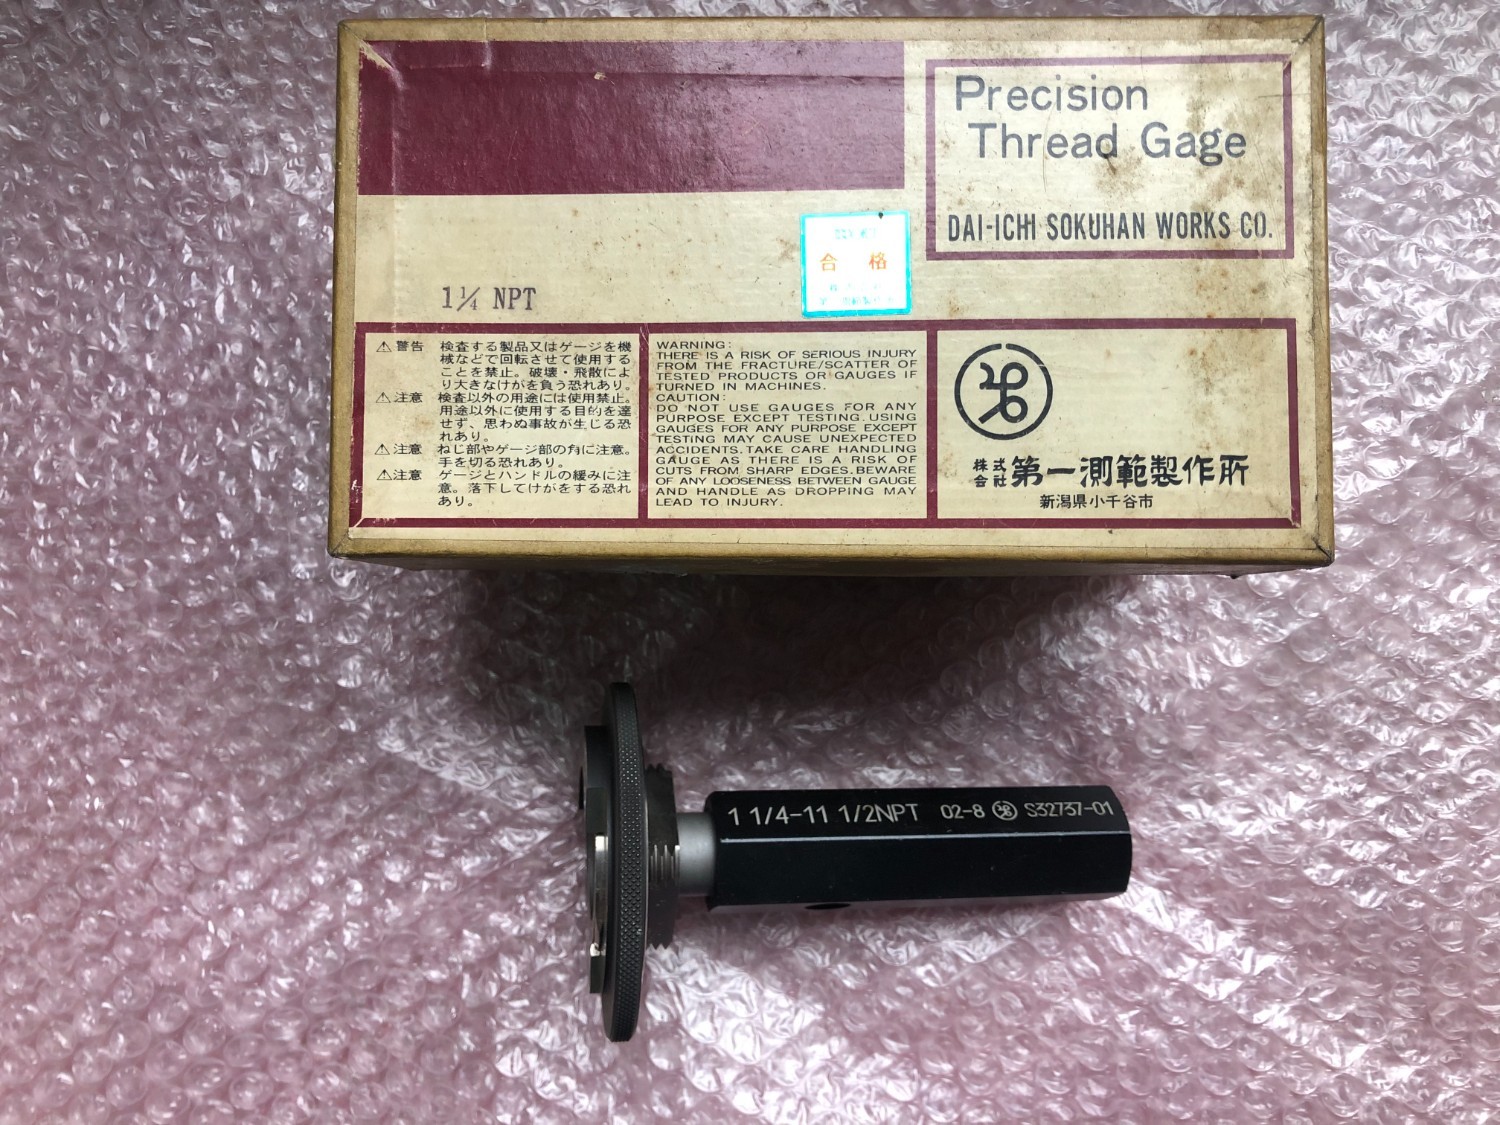 Precision
Thread Gage
DAI-ICHI SOKUHAN WORKS CO.
合 格
1 1/4 NPT
⚠警告 検査する製品又はゲージを機
械などで回転させて使用する
ことを禁止。破壊・飛散によ
り大きなけがを負う恐れあり。
⚠注意 検査以外の用途には使用禁止。
用途以外に使用する目的を達
せず、思わぬ事故が生じる恐
れあり。
⚠注意 ねじ部やゲージ部の角に注意。
手を切る恐れあり。
⚠注意 ゲージとハンドルの緩みに注
意。落下してけがをする恐れ
あり。
WARNING:
THERE IS A RISK OF SERIOUS INJURY
FROM THE FRACTURE/SCATTER OF
TESTED PRODUCTS OR GAUGES IF
TURNED IN MACHINES.
CAUTION:
DO NOT USE GAUGES FOR ANY
PURPOSE EXCEPT TESTING. USING
GAUGES FOR ANY PURPOSE EXCEPT
TESTING MAY CAUSE UNEXPECTED
ACCIDENTS. TAKE CARE HANDLING
GAUGE AS THERE IS A RISK OF
CUTS FROM SHARP EDGES. BEWARE
OF ANY LOOSENESS BETWEEN GAUGE
AND HANDLE AS DROPPING MAY
LEAD TO INJURY.
株式会社 第一測範製作所
新潟県小千谷市
1 1/4-11 1/2NPT 02-8 S32737-01